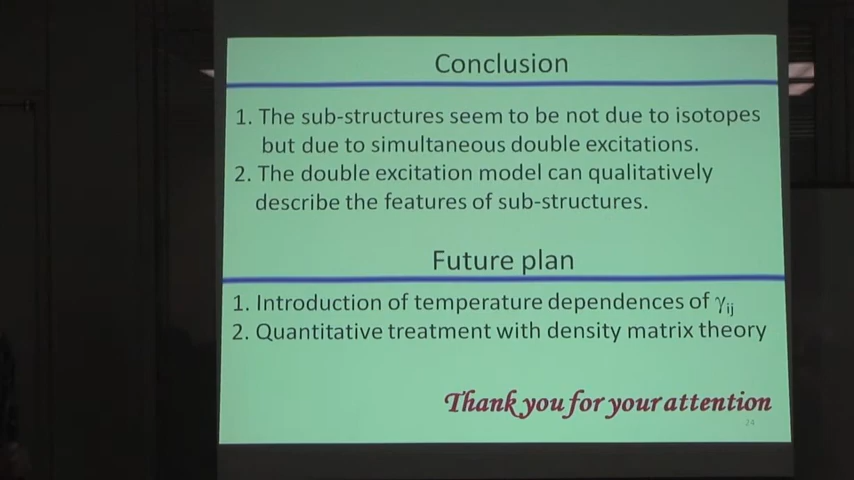 Conclusion
1. The sub-structures seem to be not due to isotopes
but due to simultaneous double excitations.
2. The double excitation model can qualitatively
describe the features of sub-structures.
Future plan
1. Introduction of temperature dependences of γij
2. Quantitative treatment with density matrix theory
Thank you for your attention
24